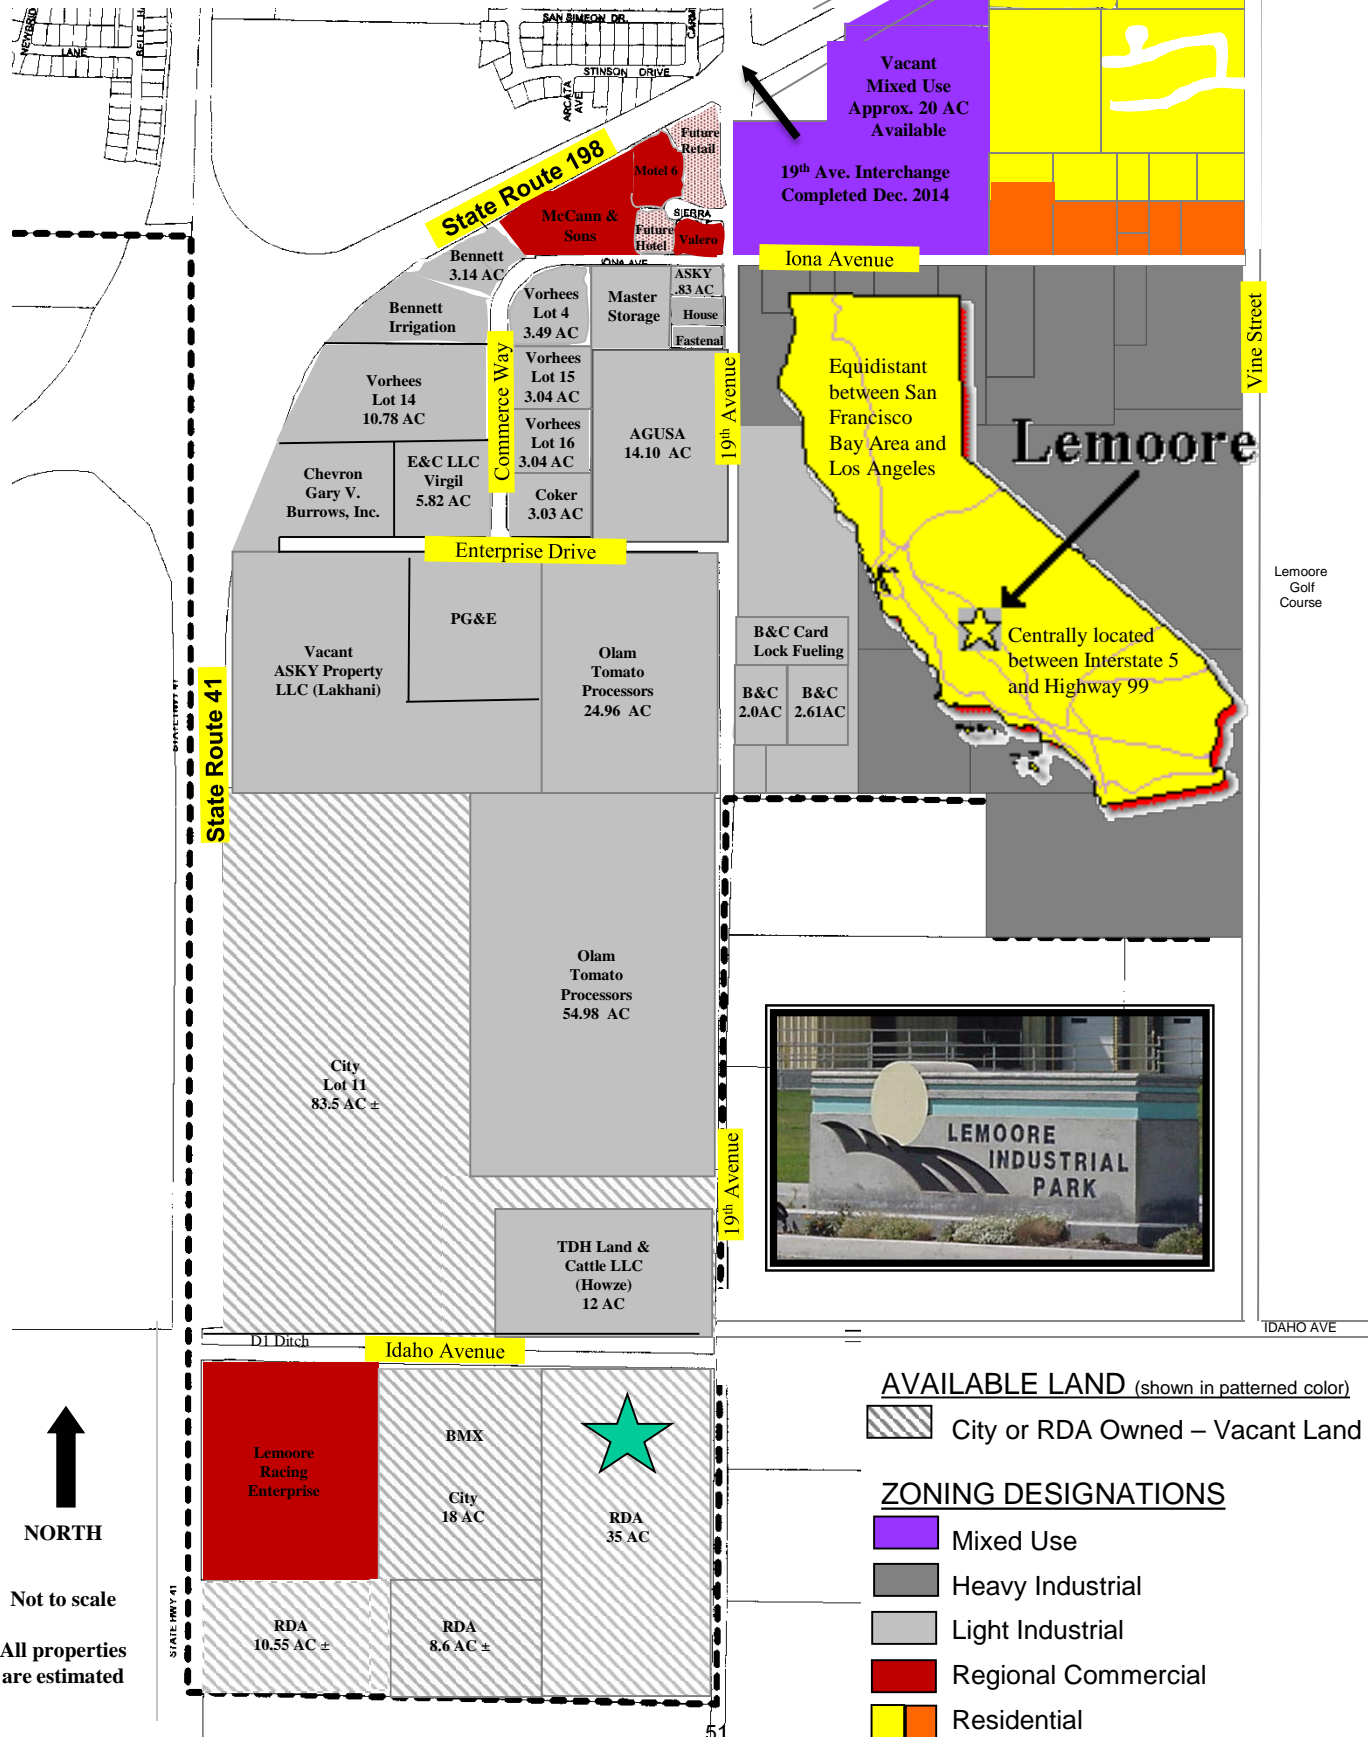 NEWBRID
LANE
BELLE HA
SAN SIMEON DR.
CARMI
STINSON DRIVE
ARCATA
AVE
Vacant
Mixed Use
Approx. 20 AC
Available
19th Ave. Interchange
Completed Dec. 2014
State Route 198
Future
Retail
Motel 6
McCann &
Sons
SIERRA
Future
Hotel
Valero
IONA AVE
Iona Avenue
Bennett
3.14 AC
Bennett
Irrigation
Vorhees
Lot 4
3.49 AC
Master
Storage
ASKY
.83 AC
House
Fastenal
Vorhees
Lot 14
10.78 AC
Commerce Way
Vorhees
Lot 15
3.04 AC
Vorhees
Lot 16
3.04 AC
Coker
3.03 AC
AGUSA
14.10 AC
19th Avenue
Chevron
Gary V.
Burrows, Inc.
E&C LLC
Virgil
5.82 AC
Enterprise Drive
Equidistant
between San
Francisco
Bay Area and
Los Angeles
Lemoore
Centrally located
between Interstate 5
and Highway 99
Vine Street
Lemoore
Golf
Course
Vacant
ASKY Property
LLC (Lakhani)
PG&E
Olam
Tomato
Processors
24.96 AC
B&C Card
Lock Fueling
B&C
2.0AC
B&C
2.61AC
STATE HWY 41
State Route 41
City
Lot 11
83.5 AC ±
Olam
Tomato
Processors
54.98 AC
19th Avenue
TDH Land &
Cattle LLC
(Howze)
12 AC
LEMOORE
INDUSTRIAL
PARK
D1 Ditch
Idaho Avenue
IDAHO AVE
Lemoore
Racing
Enterprise
BMX
City
18 AC
RDA
35 AC
RDA
10.55 AC ±
RDA
8.6 AC ±
STATE HWY 41
NORTH
Not to scale
All properties
are estimated
AVAILABLE LAND (shown in patterned color)
City or RDA Owned – Vacant Land
ZONING DESIGNATIONS
Mixed Use
Heavy Industrial
Light Industrial
Regional Commercial
Residential
51